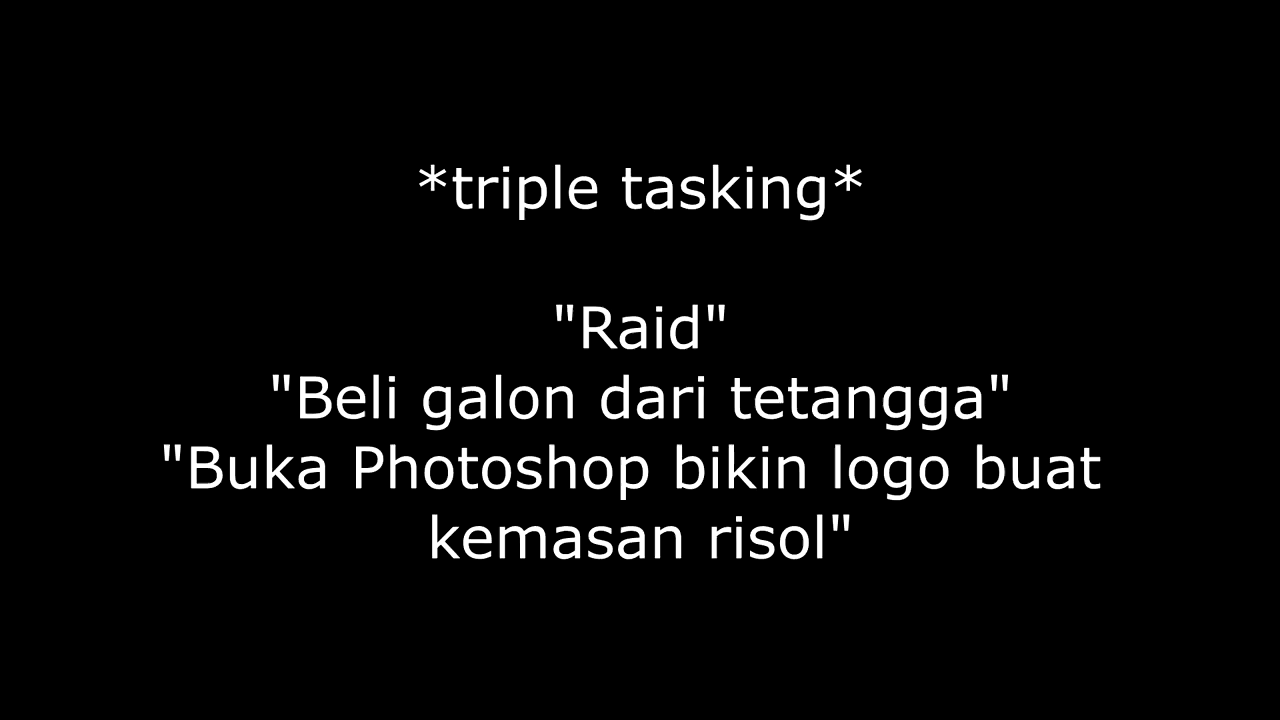 *triple tasking*
"Raid"
"Beli galon dari tetangga"
"Buka Photoshop bikin logo buat
kemasan risol"